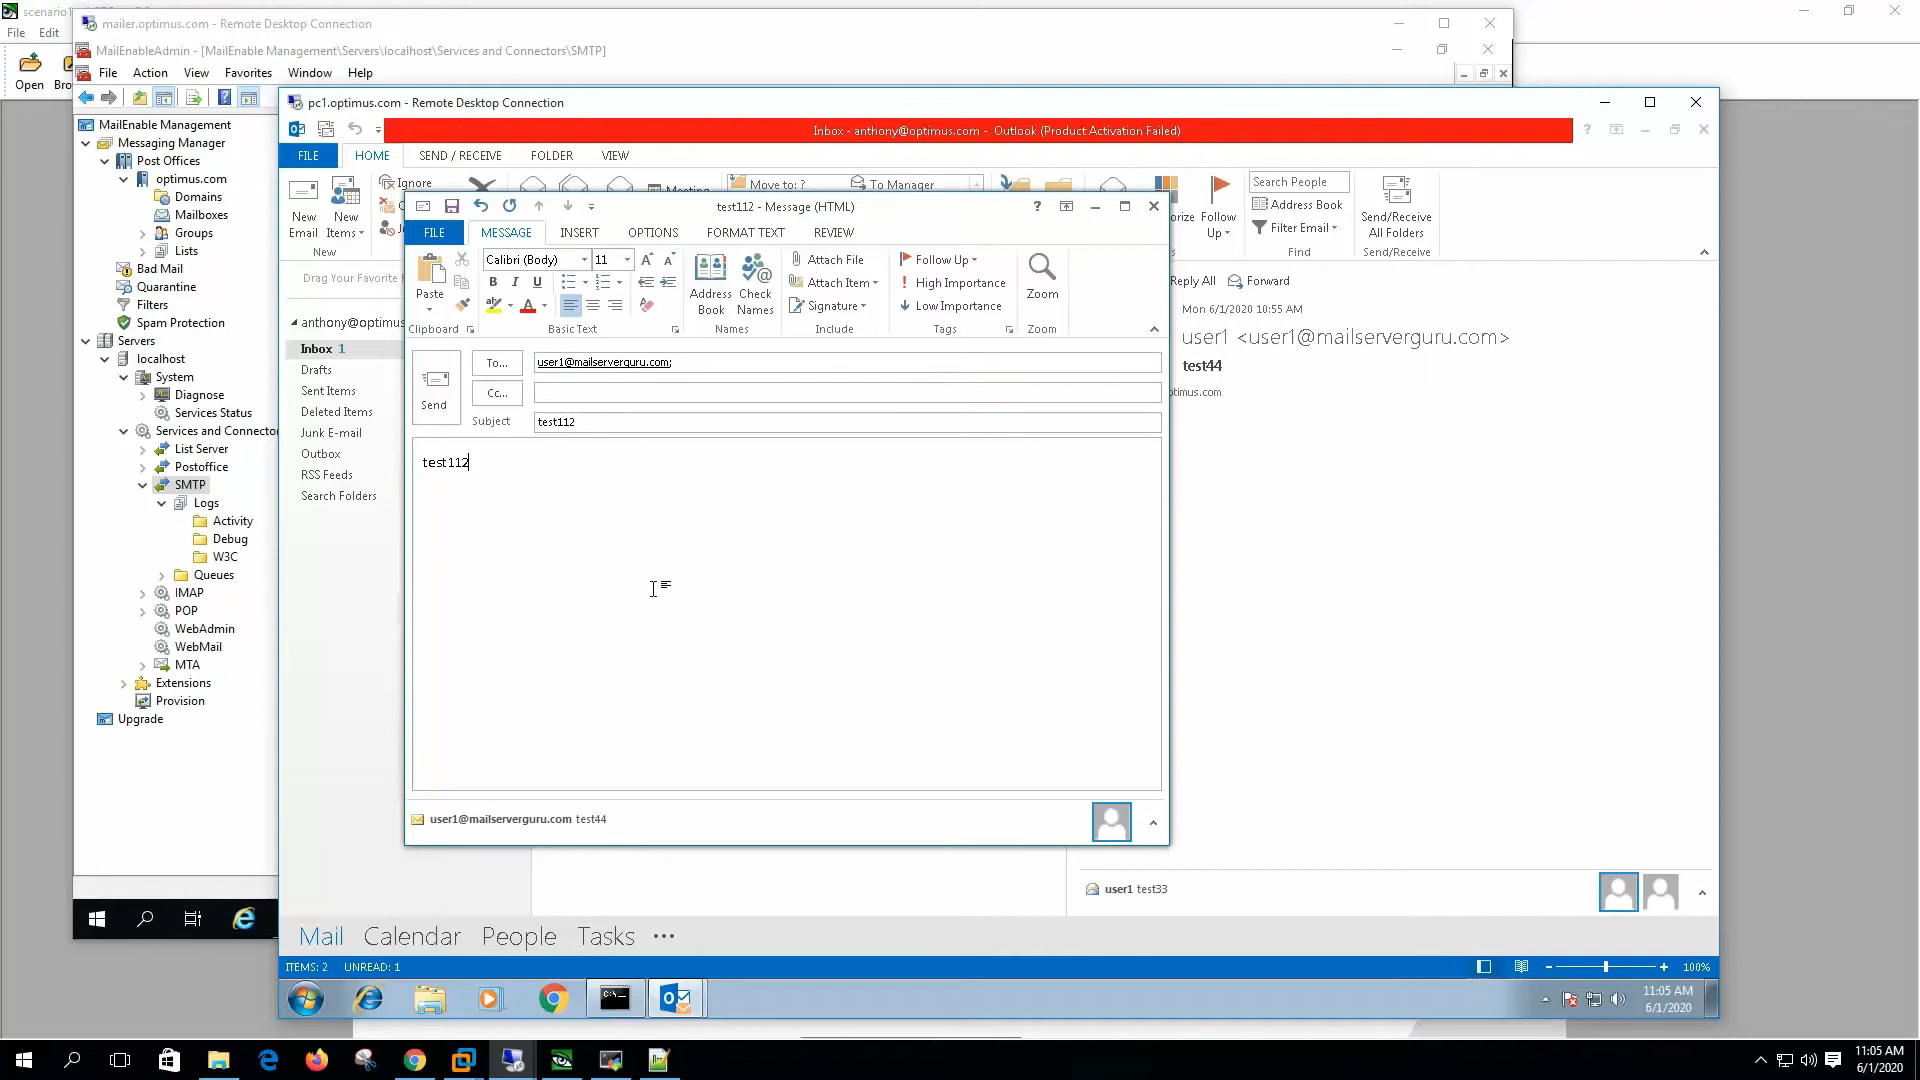 scenario1
File Edit
Open Bro
mailer.optimus.com - Remote Desktop Connection
MailEnableAdmin - [MailEnable Management\Servers\localhost\Services and Connectors\SMTP]
File Action View Favorites Window Help
MailEnable Management
Messaging Manager
Post Offices
optimus.com
Domains
Mailboxes
Groups
Lists
Bad Mail
Quarantine
Filters
Spam Protection
Servers
localhost
System
Diagnose
Services Status
Services and Connecto
List Server
Postoffice
SMTP
Logs
Activity
Debug
W3C
Queues
IMAP
POP
WebAdmin
WebMail
MTA
Extensions
Provision
Upgrade
pc1.optimus.com - Remote Desktop Connection
Inbox - anthony@optimus.com - Outlook (Product Activation Failed)
FILE HOME SEND / RECEIVE FOLDER VIEW
New Email
New Items
New
Ignore
Meeting
Move to: ?
To Manager
Follow Up
Search People
Address Book
Filter Email
Find
Send/Receive All Folders
Send/Receive
Drag Your Favorite
anthony@optimus
Inbox 1
Drafts
Sent Items
Deleted Items
Junk E-mail
Outbox
RSS Feeds
Search Folders
test112 - Message (HTML)
FILE MESSAGE INSERT OPTIONS FORMAT TEXT REVIEW
Paste
Clipboard
Calibri (Body) 11
B I U
Basic Text
Address Book
Check Names
Names
Attach File
Attach Item
Signature
Include
Follow Up
High Importance
Low Importance
Tags
Zoom
Zoom
Send
To... user1@mailserverguru.com;
Cc...
Subject test112
test112
user1@mailserverguru.com test44
Reply All Forward
Mon 6/1/2020 10:55 AM
user1 <user1@mailserverguru.com>
test44
optimus.com
user1 test33
Mail Calendar People Tasks •••
ITEMS: 2 UNREAD: 1
100%
11:05 AM
6/1/2020
11:05 AM
6/1/2020